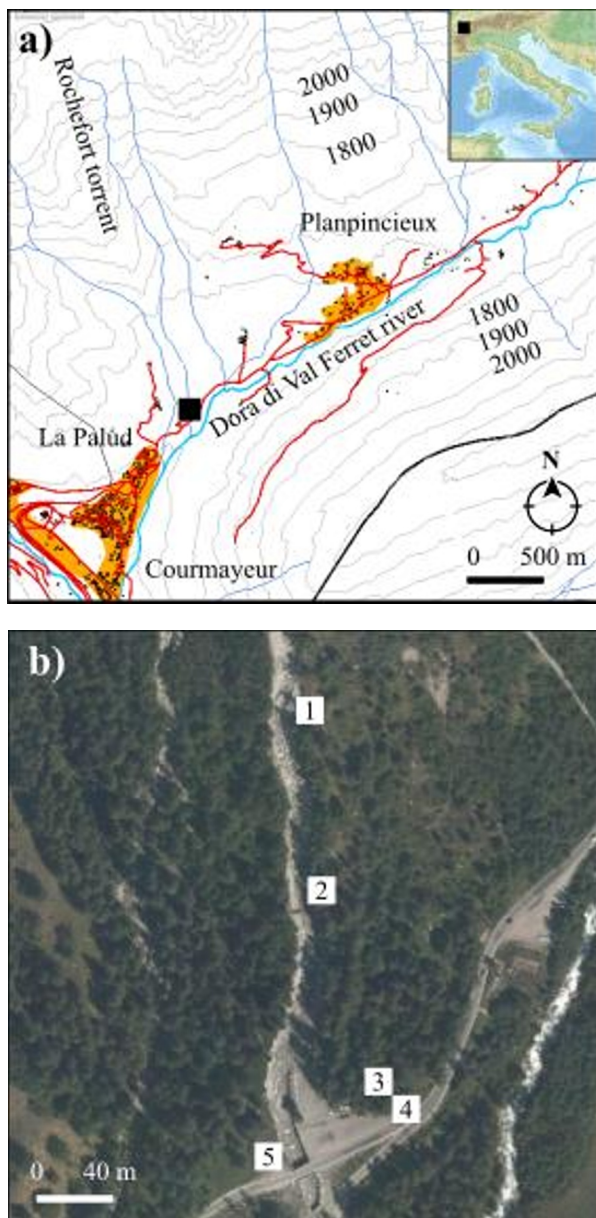 a)
Rochefort torrent
2000
1900
1800
Planpincieux
1800
1900
2000
Dora di Val Ferret river
La Palud
N
0 500 m
Courmayeur
b)
1
2
3
4
5
0 40 m